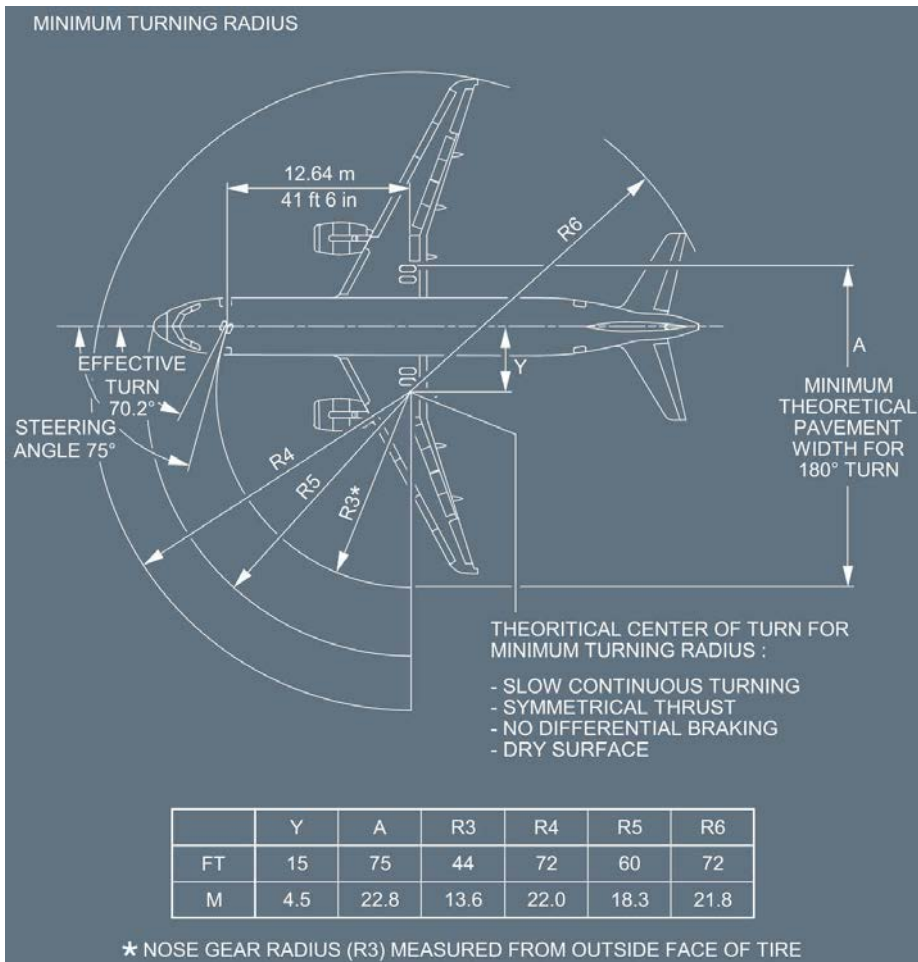 MINIMUM TURNING RADIUS
12.64 m
41 ft 6 in
R6
EFFECTIVE
TURN
70.2°
STEERING
ANGLE 75°
Y
A
MINIMUM
THEORETICAL
PAVEMENT
WIDTH FOR
180° TURN
R4
R5
R3*
THEORITICAL CENTER OF TURN FOR
MINIMUM TURNING RADIUS :
- SLOW CONTINUOUS TURNING
- SYMMETRICAL THRUST
- NO DIFFERENTIAL BRAKING
- DRY SURFACE
Y A R3 R4 R5 R6
FT 15 75 44 72 60 72
M 4.5 22.8 13.6 22.0 18.3 21.8
* NOSE GEAR RADIUS (R3) MEASURED FROM OUTSIDE FACE OF TIRE